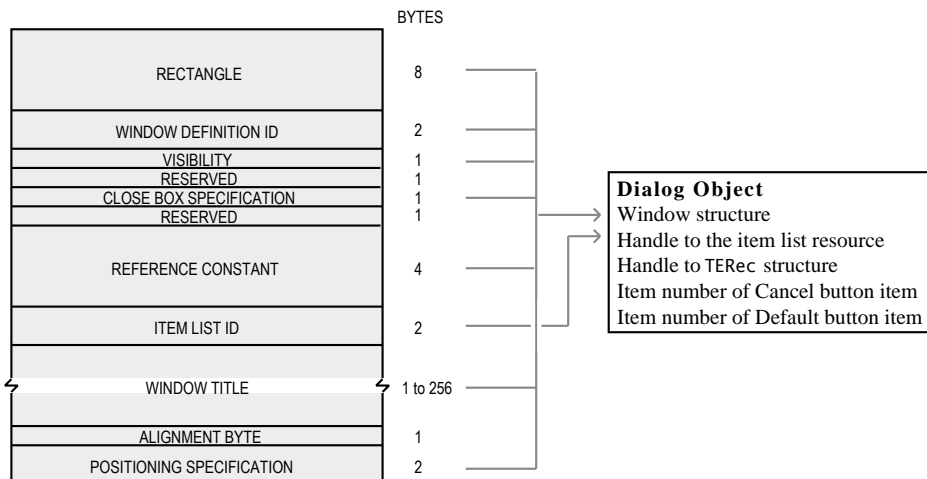 BYTES
RECTANGLE 8
WINDOW DEFINITION ID 2
VISIBILITY 1
RESERVED 1
CLOSE BOX SPECIFICATION 1
RESERVED 1
REFERENCE CONSTANT 4
ITEM LIST ID 2
WINDOW TITLE 1 to 256
ALIGNMENT BYTE 1
POSITIONING SPECIFICATION 2
Dialog Object
Window structure
Handle to the item list resource
Handle to TERec structure
Item number of Cancel button item
Item number of Default button item